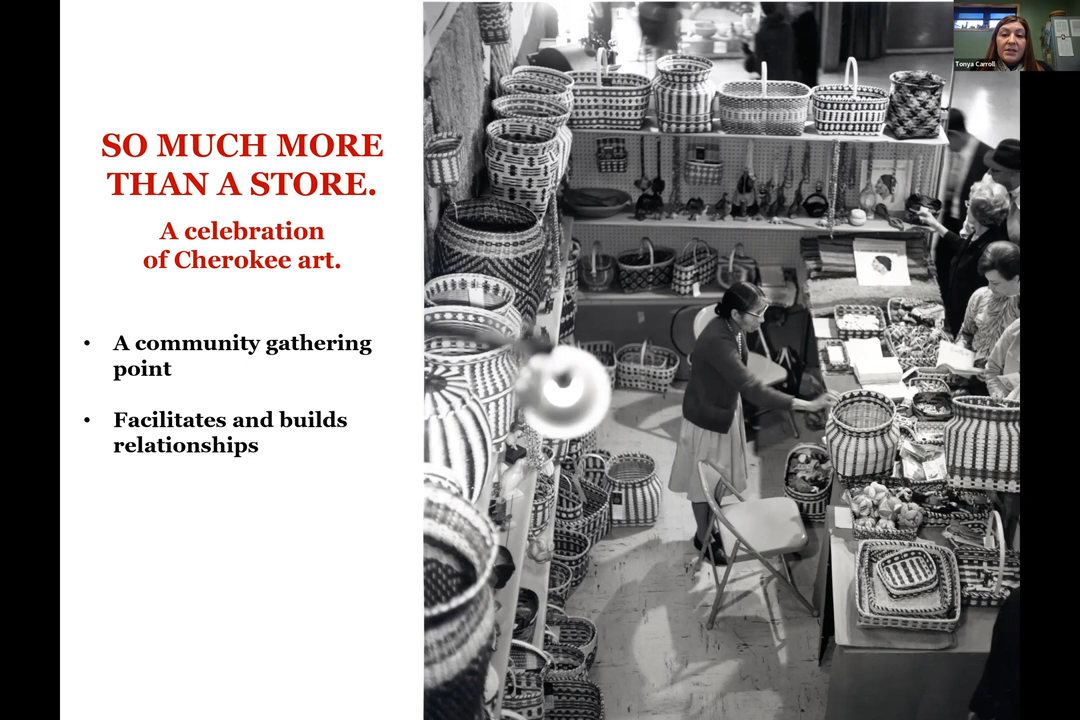 SO MUCH MORE
THAN A STORE.
A celebration
of Cherokee art.
• A community gathering
point
• Facilitates and builds
relationships
Tonya Carroll